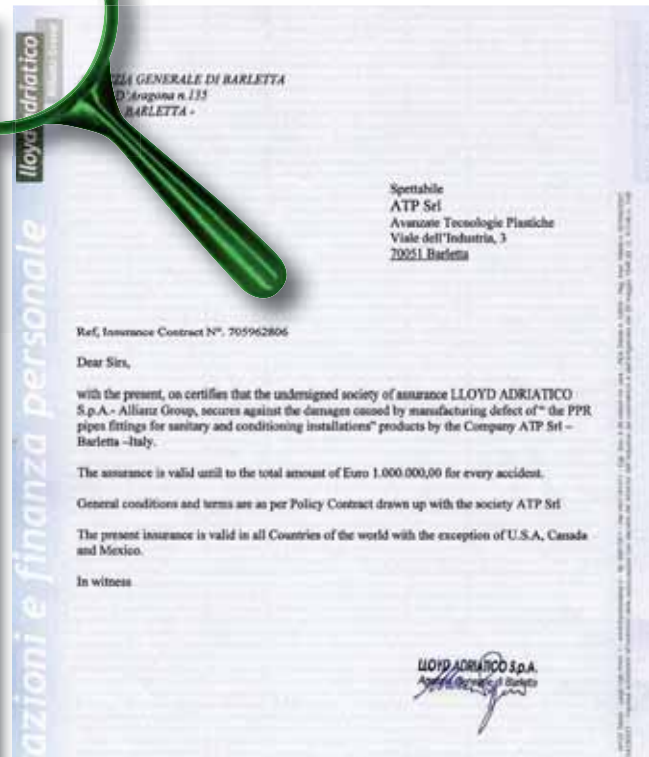 lloyd adriatico
GENERALE DI BARLETTA
D'Aragona n.135
BARLETTA -
Spettabile
ATP Srl
Avanzate Tecnologie Plastiche
Viale dell'Industria, 3
70051 Barletta
Ref, Insurance Contract N°. 705962806
Dear Sirs,
with the present, on certifies that the undersigned society of assurance LLOYD ADRIATICO
S.p.A.- Allianz Group, secures against the damages caused by manufacturing defect of " the PPR
pipes fittings for sanitary and conditioning installations" products by the Company ATP Srl –
Barletta –Italy.
The assurance is valid until to the total amount of Euro 1.000.000,00 for every accident.
General conditions and terms are as per Policy Contract drawn up with the society ATP Srl
The present insurance is valid in all Countries of the world with the exception of U.S.A, Canada
and Mexico.
In witness
LLOYD ADRIATICO S.p.A.
Agenzia Generale di Barletta
azioni e finanza personale